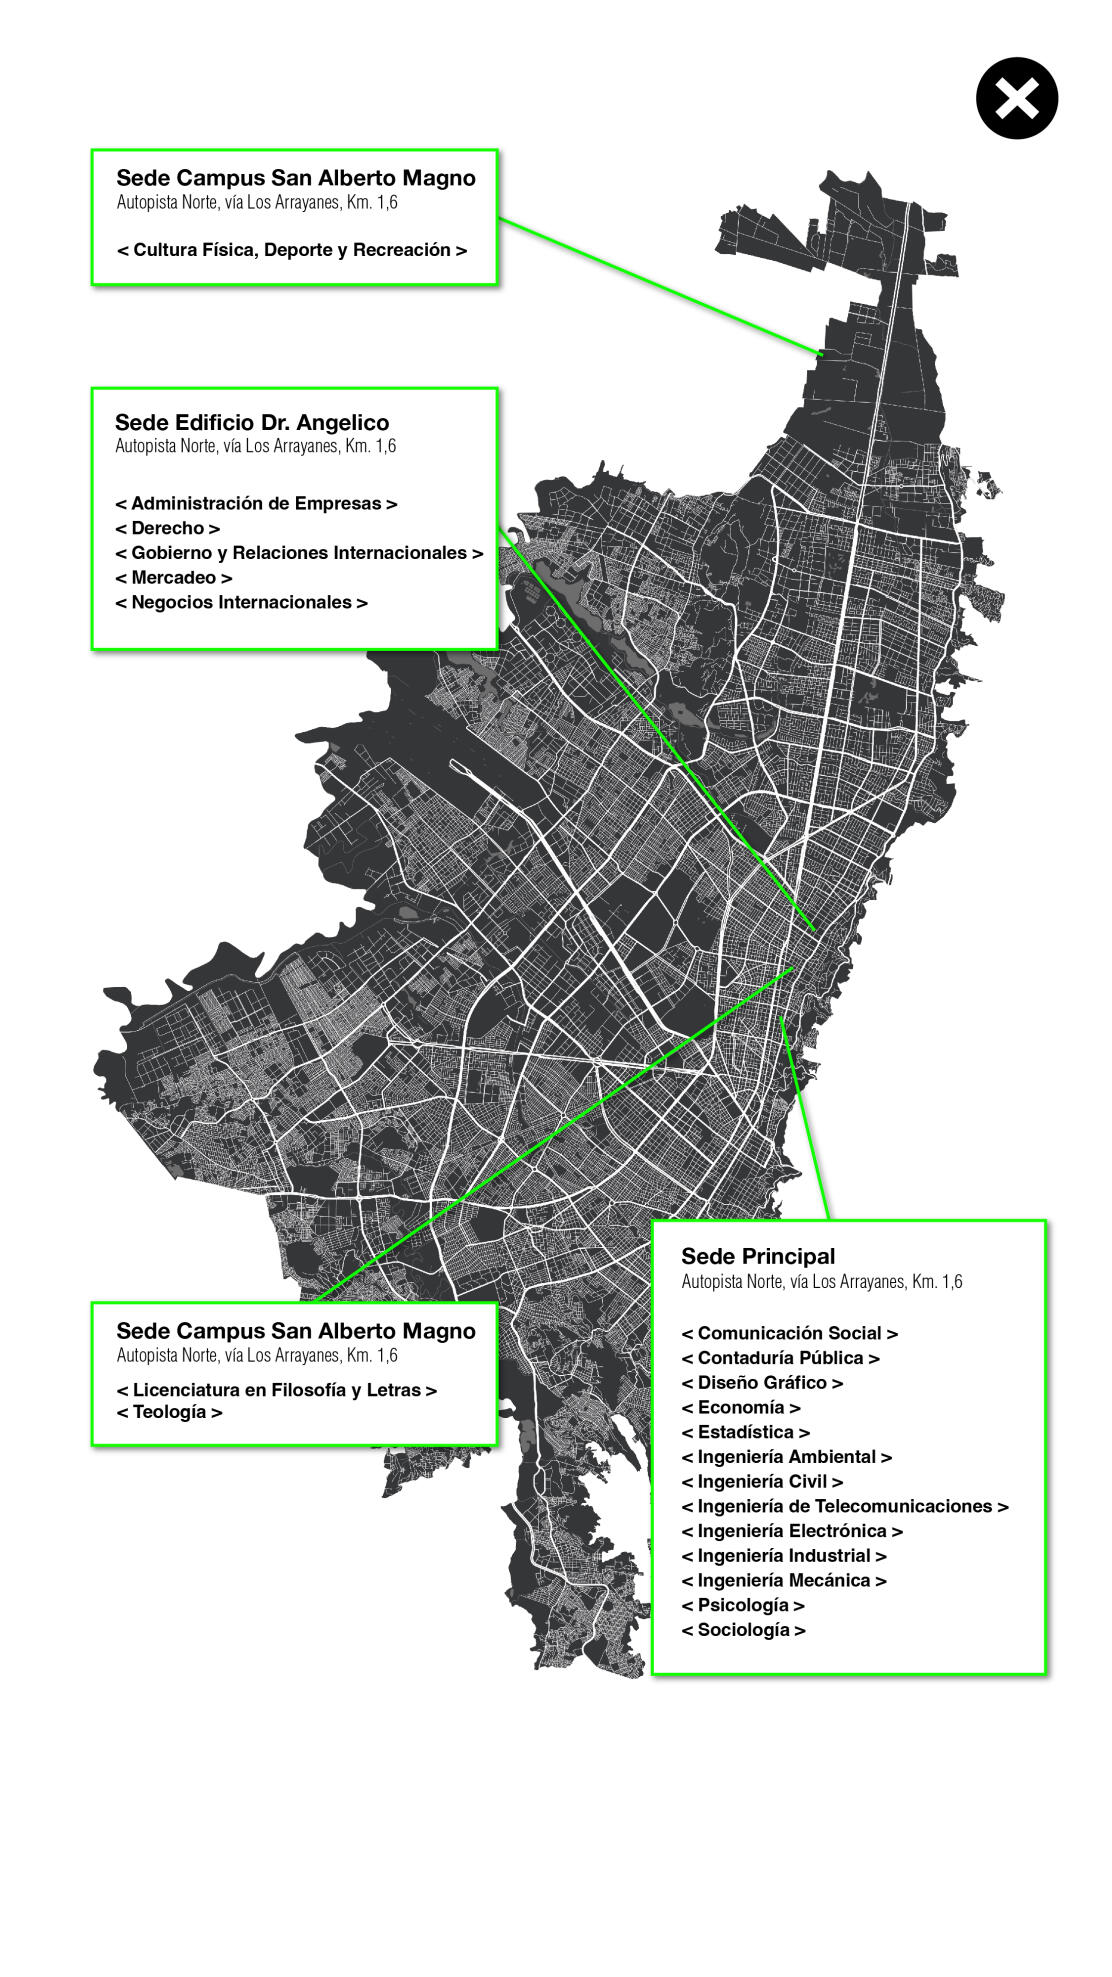 Sede Campus San Alberto Magno
Autopista Norte, vía Los Arrayanes, Km. 1,6
< Cultura Física, Deporte y Recreación >
Sede Edificio Dr. Angelico
Autopista Norte, vía Los Arrayanes, Km. 1,6
< Administración de Empresas >
< Derecho >
< Gobierno y Relaciones Internacionales >
< Mercadeo >
< Negocios Internacionales >
Sede Campus San Alberto Magno
Autopista Norte, vía Los Arrayanes, Km. 1,6
< Licenciatura en Filosofía y Letras >
< Teología >
Sede Principal
Autopista Norte, vía Los Arrayanes, Km. 1,6
< Comunicación Social >
< Contaduría Pública >
< Diseño Gráfico >
< Economía >
< Estadística >
< Ingeniería Ambiental >
< Ingeniería Civil >
< Ingeniería de Telecomunicaciones >
< Ingeniería Electrónica >
< Ingeniería Industrial >
< Ingeniería Mecánica >
< Psicología >
< Sociología >